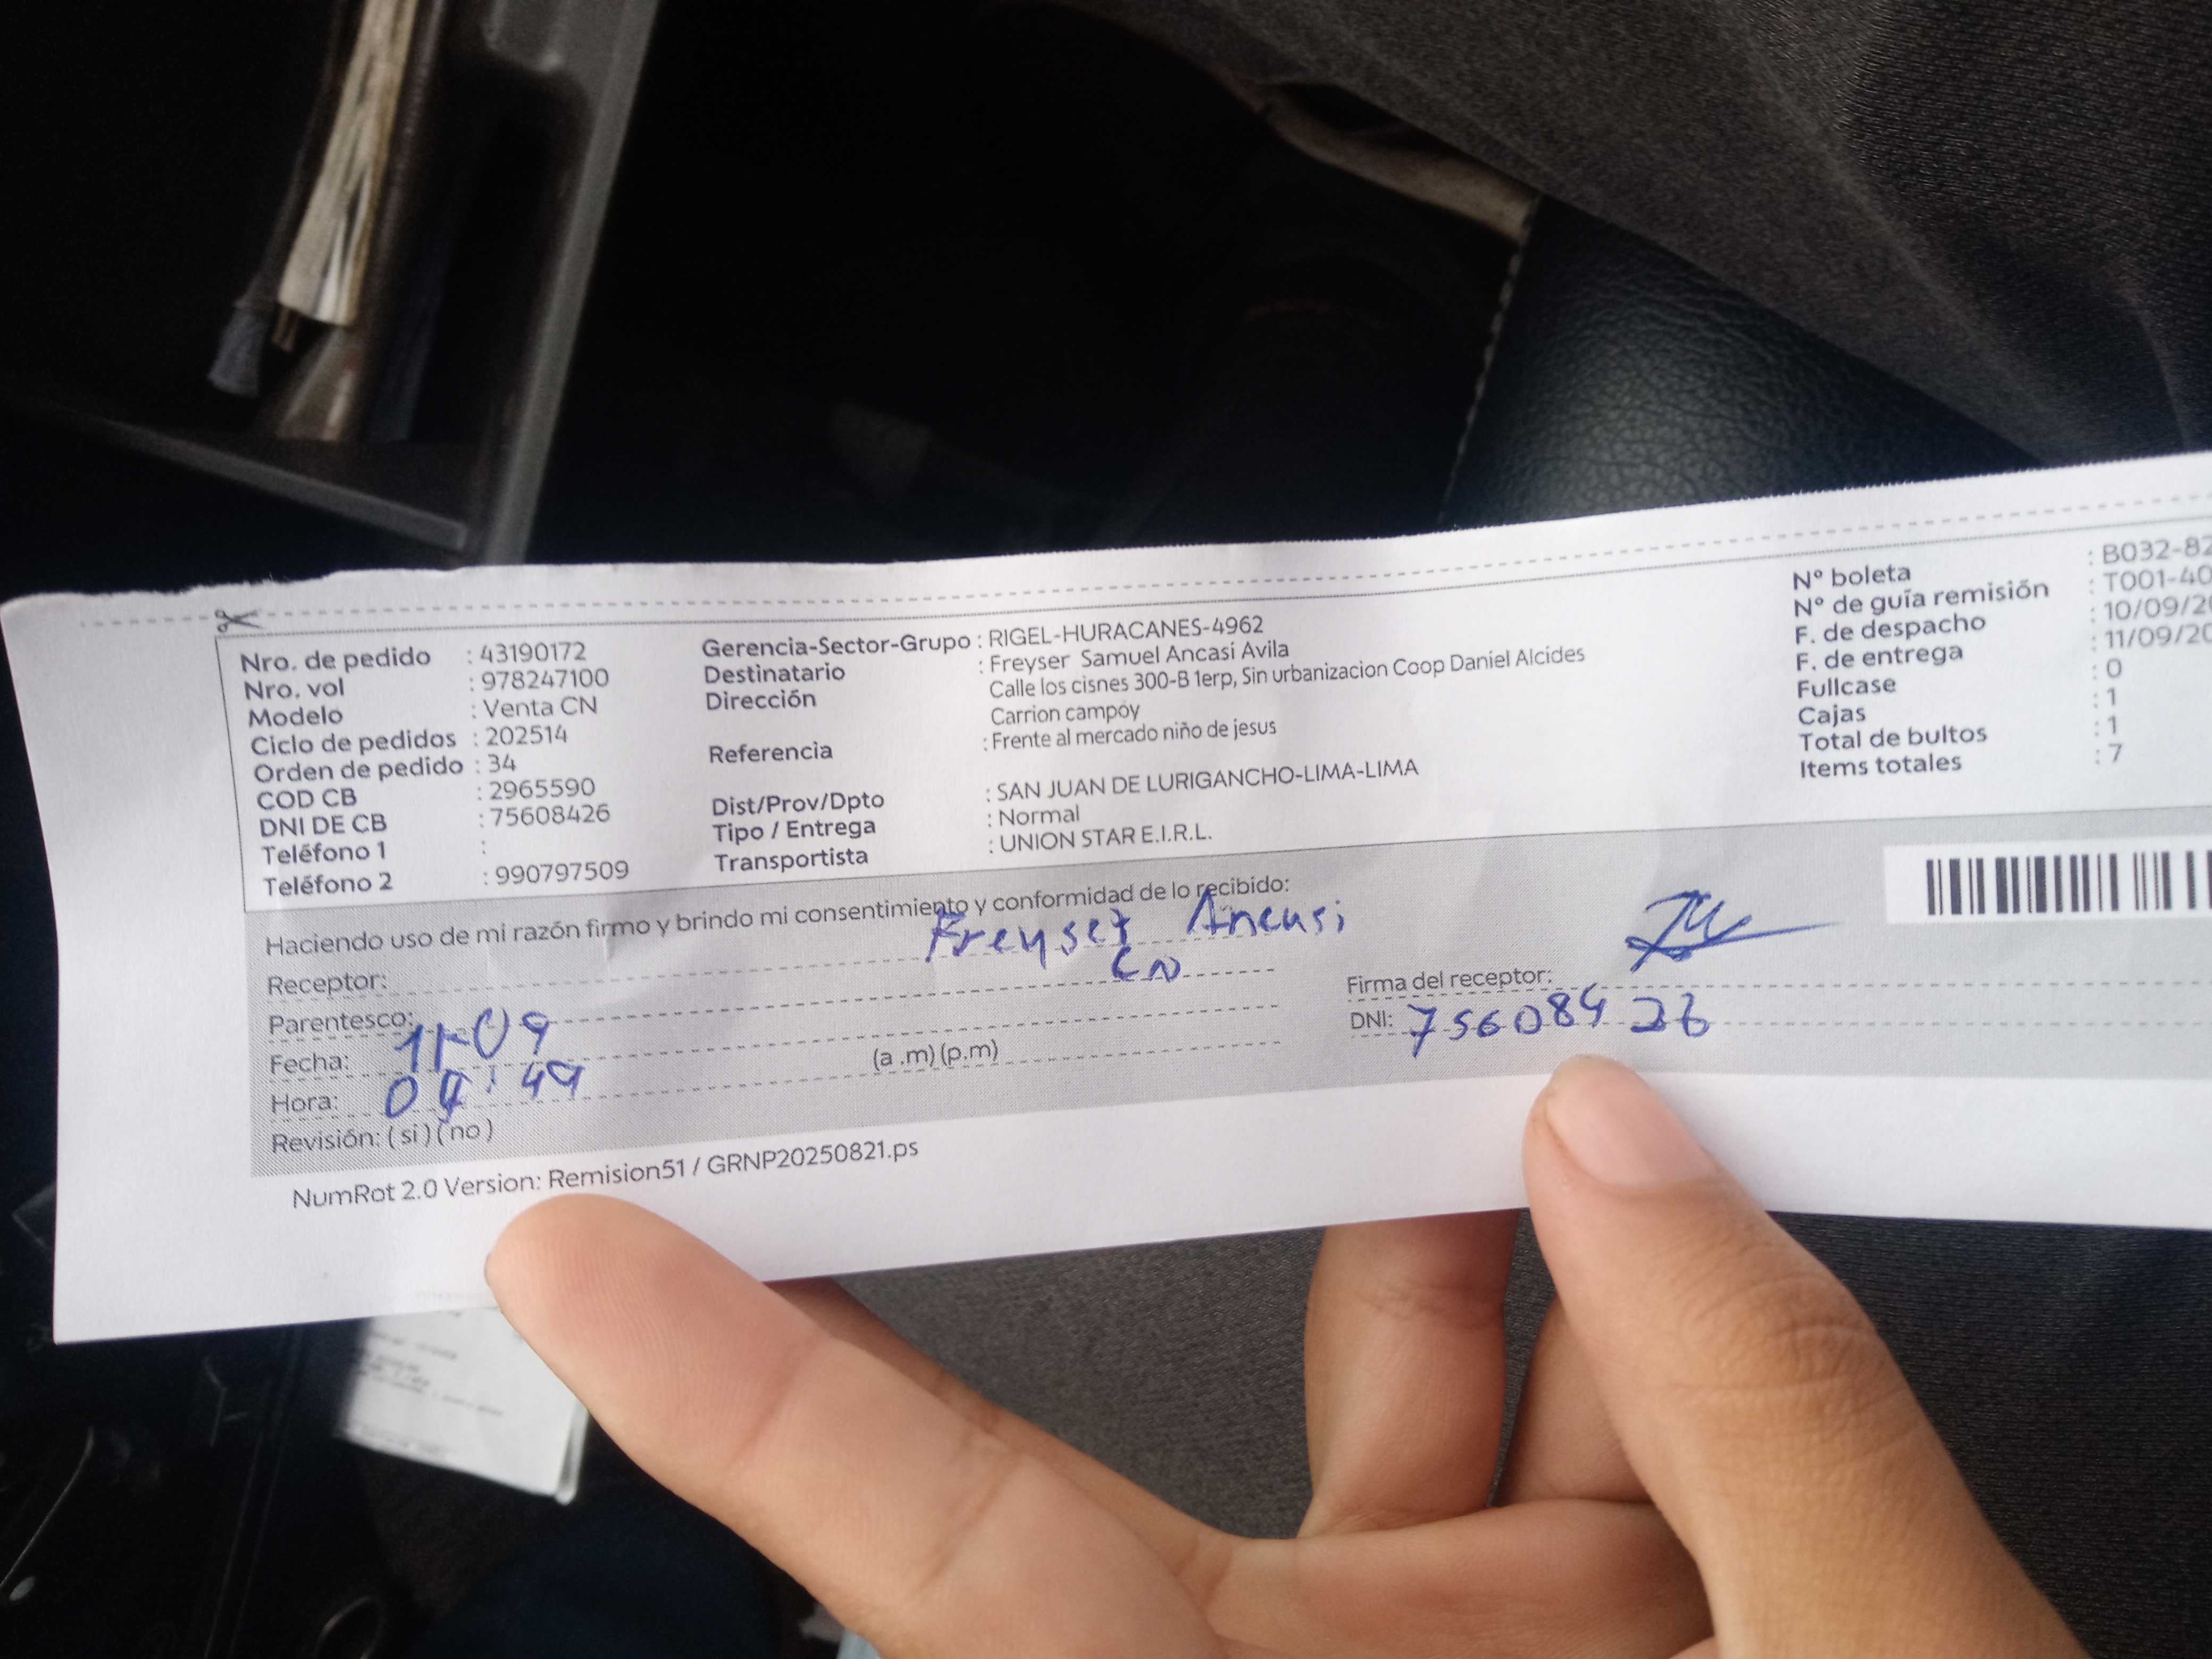 Nro. de pedido : 43190172
Nro. vol : 978247100
Modelo : Venta CN
Ciclo de pedidos : 202514
Orden de pedido : 34
COD CB : 2965590
DNI DE CB : 75608426
Teléfono 1 :
Teléfono 2 : 990797509
Gerencia-Sector-Grupo : RIGEL-HURACANES-4962
Destinatario : Freyser Samuel Ancasi Avila
Dirección Calle los cisnes 300-B 1erp, Sin urbanizacion Coop Daniel Alcides
Carrion campoy
Referencia : Frente al mercado niño de jesus
Dist/Prov/Dpto : SAN JUAN DE LURIGANCHO-LIMA-LIMA
Tipo / Entrega : Normal
Transportista : UNION STAR E.I.R.L.
Nº boleta : B032-82
Nº de guía remisión : T001-40
F. de despacho : 10/09/20
F. de entrega : 11/09/20
Fullcase : 0
Cajas : 1
Total de bultos : 1
Items totales : 7
Haciendo uso de mi razón firmo y brindo mi consentimiento y conformidad de lo recibido:
Receptor: Freyser Ancasi
Parentesco: CN
Fecha: 11-09
Hora: 09:49 (a .m) (p.m)
Revisión: ( si ) ( no )
Firma del receptor:
DNI: 75608426
NumRot 2.0 Version: Remision51 / GRNP20250821.ps